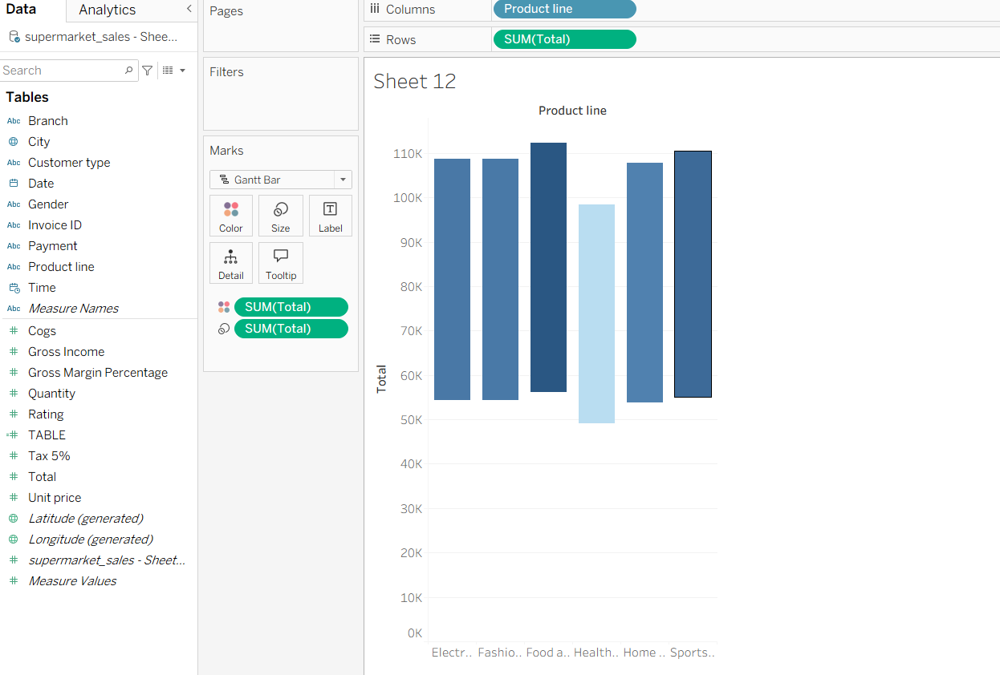 Data
Analytics
supermarket_sales - Shee...
Search
Tables
Abc Branch
City
Abc Customer type
Date
Abc Gender
Abc Invoice ID
Abc Payment
Abc Product line
Time
Abc Measure Names
Cogs
Gross Income
Gross Margin Percentage
Quantity
Rating
TABLE
Tax 5%
Total
Unit price
Latitude (generated)
Longitude (generated)
supermarket_sales - Sheet...
Measure Values
Pages
Filters
Marks
Gantt Bar
Color Size Label
Detail Tooltip
SUM(Total)
SUM(Total)
Columns Product line
Rows SUM(Total)
Sheet 12
Product line
110K
100K
90K
80K
70K
60K
50K
40K
30K
20K
10K
0K
Total
Electr.. Fashio.. Food a.. Health.. Home .. Sports..